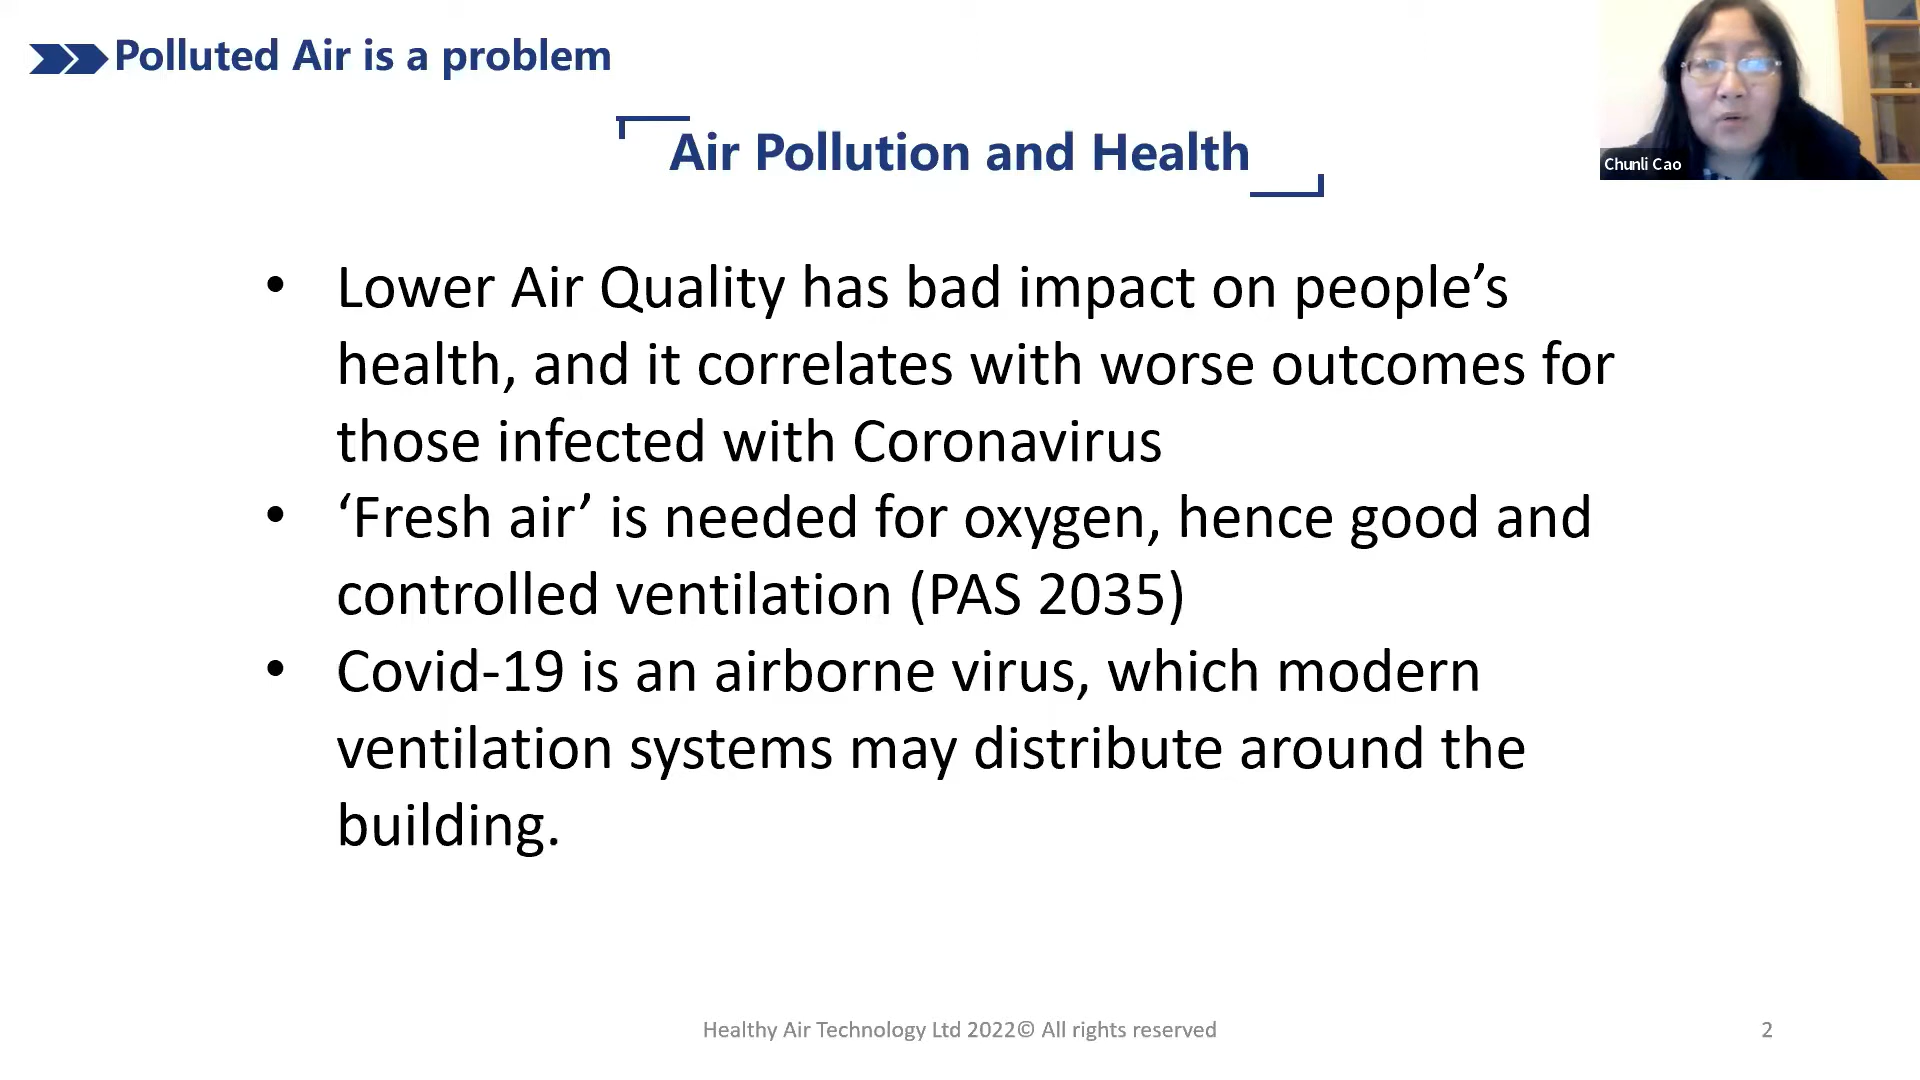 Polluted Air is a problem
Air Pollution and Health
Chunli Cao
• Lower Air Quality has bad impact on people’s
health, and it correlates with worse outcomes for
those infected with Coronavirus
• ‘Fresh air’ is needed for oxygen, hence good and
controlled ventilation (PAS 2035)
• Covid-19 is an airborne virus, which modern
ventilation systems may distribute around the
building.
Healthy Air Technology Ltd 2022© All rights reserved
2